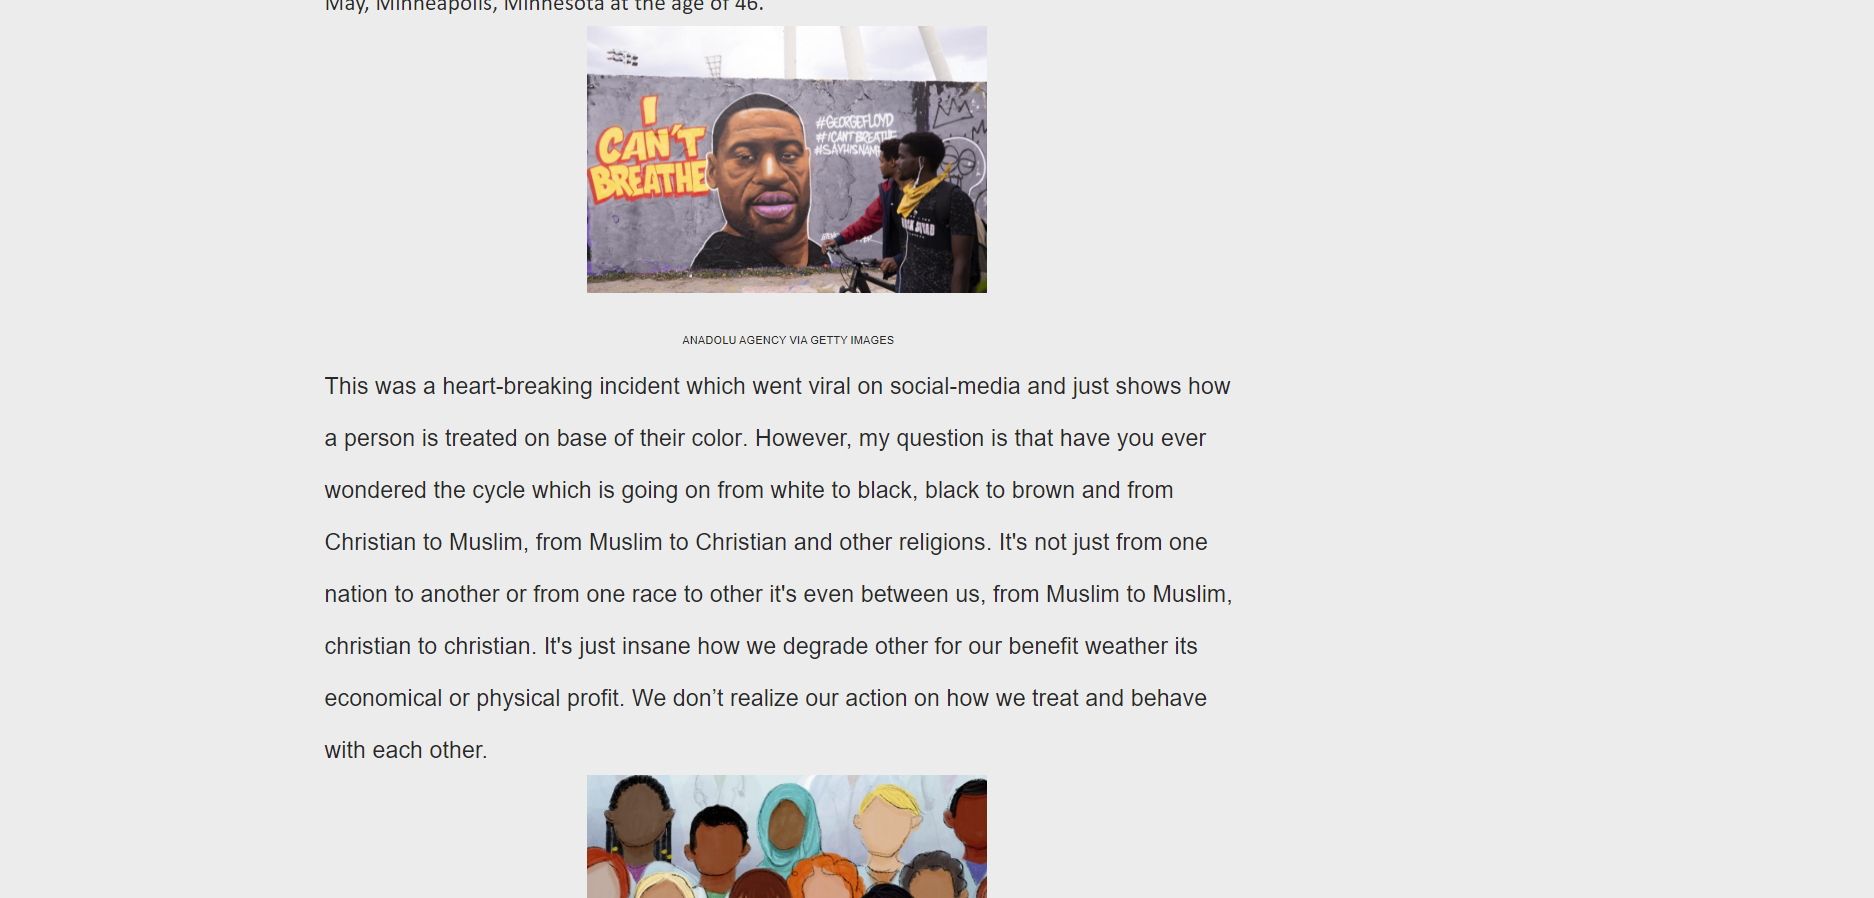 May, Minneapolis, Minnesota at the age of 46.
I
CAN'T
BREATHE
#GEORGEFLOYD
#ICANTBREATHE
#SAYHISNAME
SQUAD
ANADOLU AGENCY VIA GETTY IMAGES
This was a heart-breaking incident which went viral on social-media and just shows how
a person is treated on base of their color. However, my question is that have you ever
wondered the cycle which is going on from white to black, black to brown and from
Christian to Muslim, from Muslim to Christian and other religions. It's not just from one
nation to another or from one race to other it's even between us, from Muslim to Muslim,
christian to christian. It's just insane how we degrade other for our benefit weather its
economical or physical profit. We don’t realize our action on how we treat and behave
with each other.